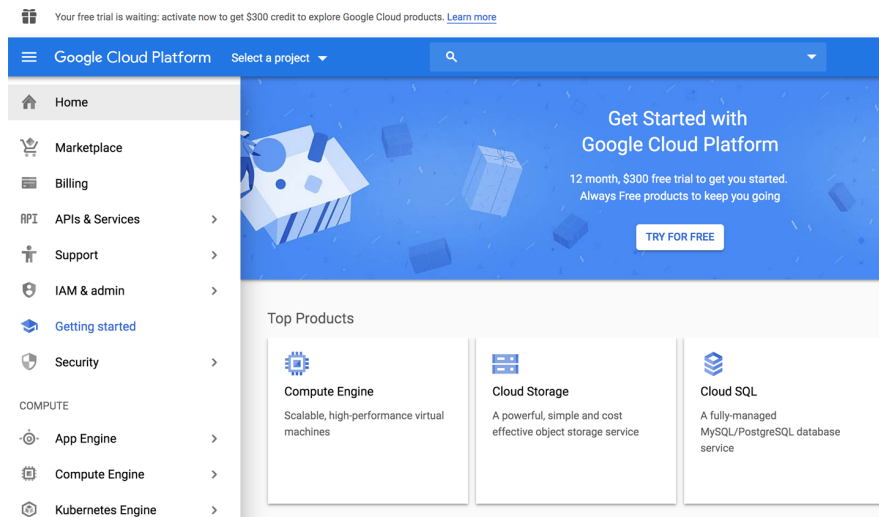 Your free trial is waiting: activate now to get $300 credit to explore Google Cloud products. Learn more
Google Cloud Platform
Select a project
Home
Marketplace
Billing
API
APIs & Services
Support
IAM & admin
Getting started
Security
COMPUTE
App Engine
Compute Engine
Kubernetes Engine
Get Started with
Google Cloud Platform
12 month, $300 free trial to get you started.
Always Free products to keep you going
TRY FOR FREE
Top Products
Compute Engine
Scalable, high-performance virtual
machines
Cloud Storage
A powerful, simple and cost
effective object storage service
Cloud SQL
A fully-managed
MySQL/PostgreSQL database
service